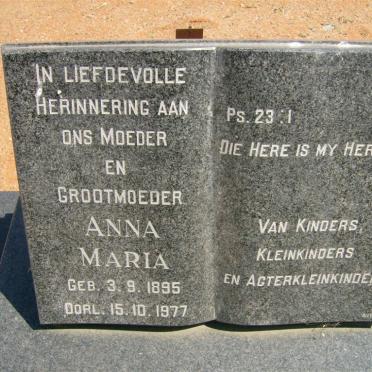 IN LIEFDEVOLLE
HERINNERING AAN
ONS MOEDER
EN
GROOTMOEDER
ANNA
MARIA
GEB. 3. 9. 1895
OORL. 15. 10. 1977
PS. 23:1
DIE HERE IS MY HER
VAN KINDERS,
KLEINKINDERS
EN AGTERKLEINKINDE